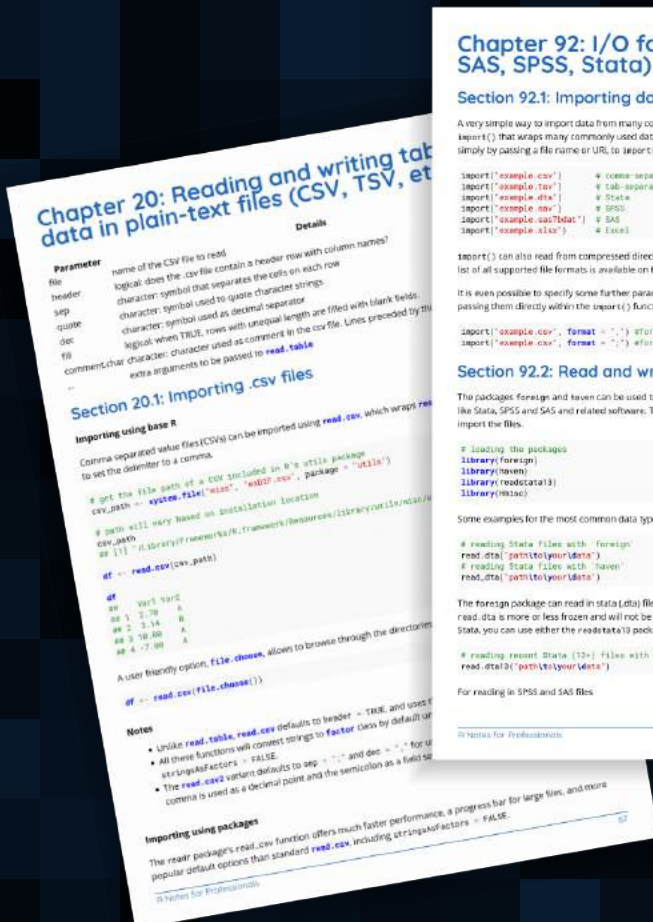 Chapter 20: Reading and writing tab
data in plain-text files (CSV, TSV, et
Parameter Details
file name of the CSV file to read
header logical: does the .csv file contain a header row with column names?
sep character: symbol that separates the cells on each row
quote character: symbol used to quote character strings
dec character: symbol used as decimal separator
fill logical: when TRUE, rows with unequal length are filled with blank fields.
comment.char character: character used as comment in the csv file. Lines preceded by th
... extra arguments to be passed to read.table
Section 20.1: Importing .csv files
Importing using base R
Comma separated value files (CSVs) can be imported using read.csv, which wraps rea
to set the delimiter to a comma.
# get the file path of a CSV included in R's utils package
csv_path <- system.file("misc", "exDIF.csv", package = "utils")
# path will vary based on installation location
csv_path
## [1] "/Library/Frameworks/R.framework/Resources/library/utils/misc/e
df <- read.csv(csv_path)
df
## Var1 Var2
## 1 2.70 A
## 2 3.14 B
## 3 10.00 A
## 4 -7.00 A
A user friendly option, file.choose, allows to browse through the directories
df <- read.csv(file.choose())
Notes
• Unlike read.table, read.csv defaults to header = TRUE, and uses t
• All these functions will convert strings to factor class by default un
stringsAsFactors = FALSE.
• The read.csv2 variant defaults to sep = ";" and dec = "," for u
comma is used as a decimal point and the semicolon as a field se
Importing using packages
The readr package's read_csv function offers much faster performance, a progress bar for large files, and more
popular default options than standard read.csv, including stringsAsFactors = FALSE.
R Notes for Professionals
Chapter 92: I/O fo
SAS, SPSS, Stata)
Section 92.1: Importing da
A very simple way to import data from many co
import() that wraps many commonly used dat
simply by passing a file name or URL to import(
import("example.csv") # comma-sepa
import("example.tsv") # tab-separa
import("example.dta") # Stata
import("example.sav") # SPSS
import("example.sas7bdat") # SAS
import("example.xlsx") # Excel
import() can also read from compressed direc
list of all supported file formats is available on t
It is even possible to specify some further para
passing them directly within the import() funct
import("example.csv", format = ",") #for
import("example.csv", format = ";") #for
Section 92.2: Read and wr
The packages foreign and haven can be used t
like Stata, SPSS and SAS and related software. T
import the files.
# loading the packages
library(foreign)
library(haven)
library(readstata13)
library(Hmisc)
Some examples for the most common data type
# reading Stata files with `foreign`
read.dta("path\to\your\data")
# reading Stata files with `haven`
read_dta("path\to\your\data")
The foreign package can read in stata (.dta) file
read.dta is more or less frozen and will not be
Stata, you can use either the readstata13 pack
# reading recent Stata (13+) files with
read.dta13("path\to\your\data")
For reading in SPSS and SAS files
R Notes for Professionals